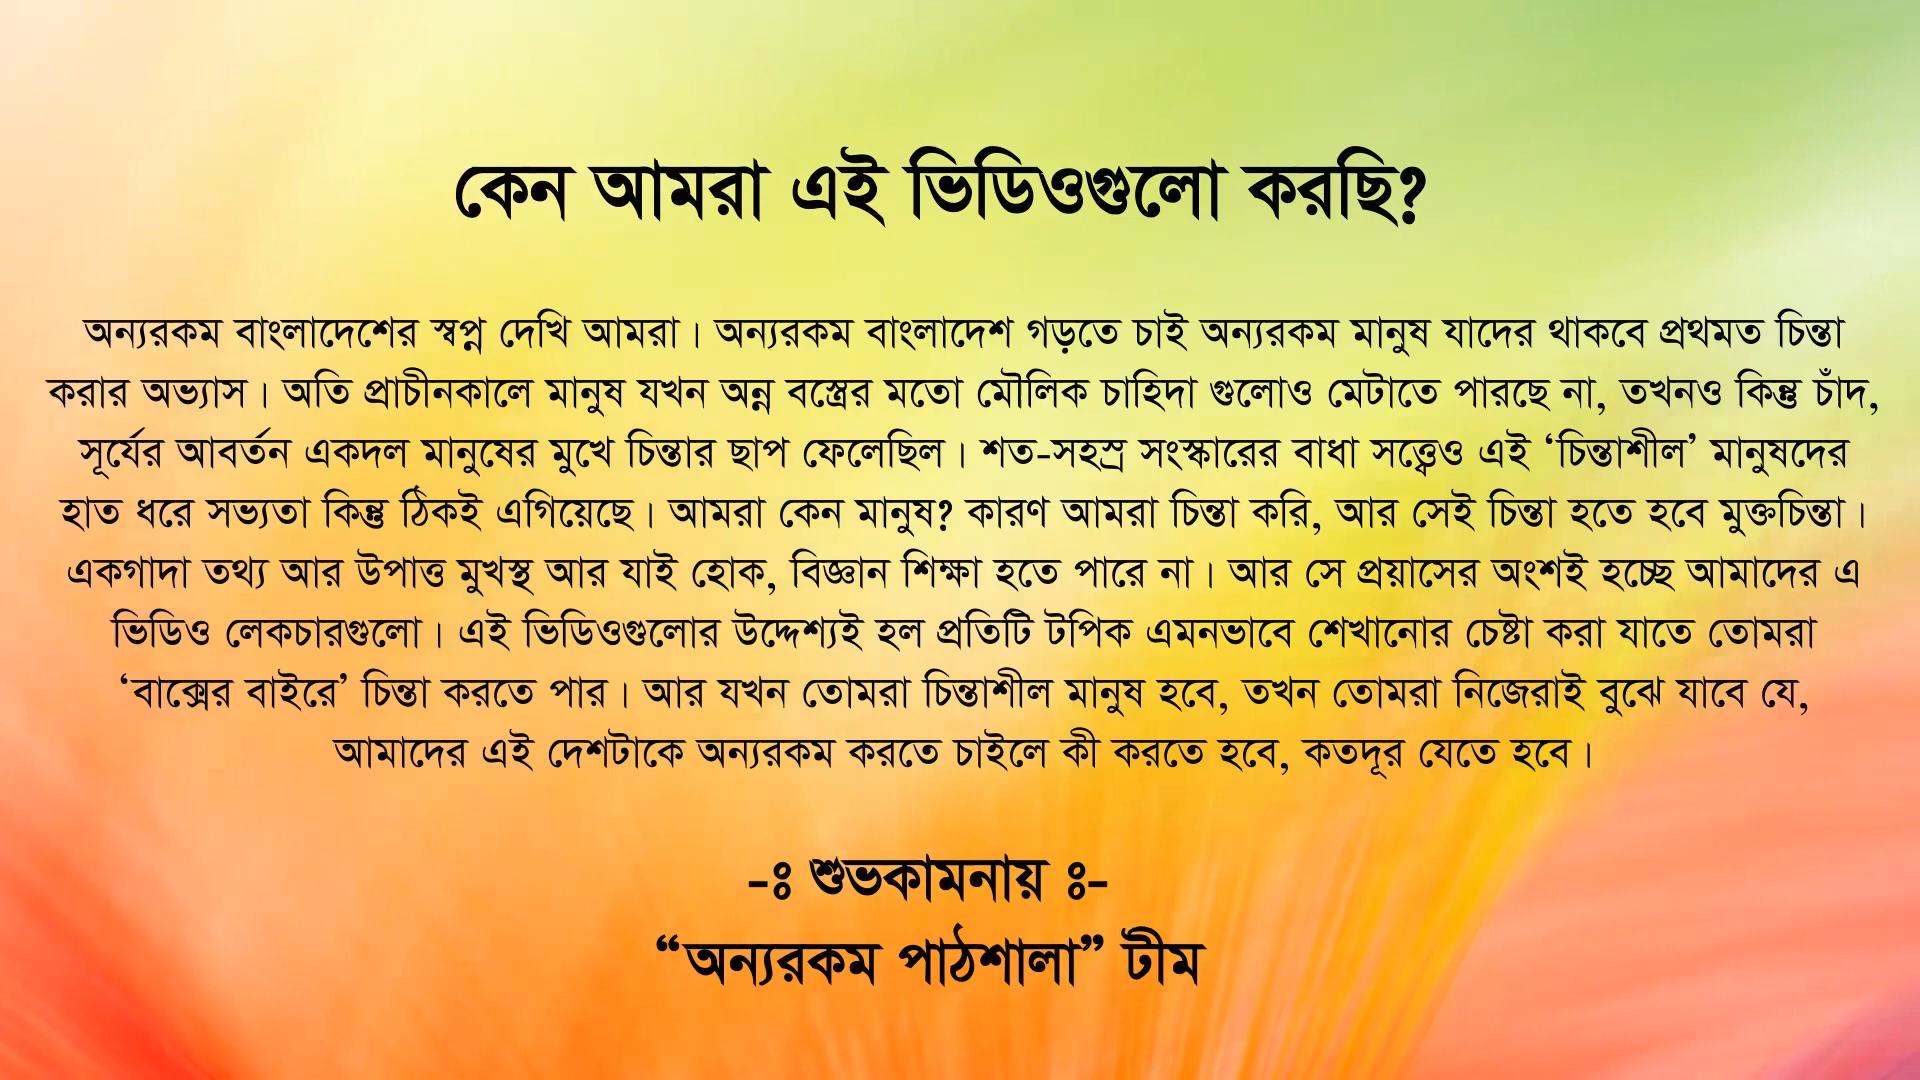 কেন আমরা এই ভিডিওগুলো করছি?
অন্যরকম বাংলাদেশের স্বপ্ন দেখি আমরা। অন্যরকম বাংলাদেশ গড়তে চাই অন্যরকম মানুষ যাদের থাকবে প্রথমত চিন্তা
করার অভ্যাস। অতি প্রাচীনকালে মানুষ যখন অন্ন বস্ত্রের মতো মৌলিক চাহিদা গুলোও মেটাতে পারছে না, তখনও কিন্তু চাঁদ,
সূর্যের আবর্তন একদল মানুষের মুখে চিন্তার ছাপ ফেলেছিল। শত-সহস্র সংস্কারের বাধা সত্ত্বেও এই ‘চিন্তাশীল’ মানুষদের
হাত ধরে সভ্যতা কিন্তু ঠিকই এগিয়েছে। আমরা কেন মানুষ? কারণ আমরা চিন্তা করি, আর সেই চিন্তা হতে হবে মুক্তচিন্তা।
একগাদা তথ্য আর উপাত্ত মুখস্থ আর যাই হোক, বিজ্ঞান শিক্ষা হতে পারে না। আর সে প্রয়াসের অংশই হচ্ছে আমাদের এ
ভিডিও লেকচারগুলো। এই ভিডিওগুলোর উদ্দেশ্যই হল প্রতিটি টপিক এমনভাবে শেখানোর চেষ্টা করা যাতে তোমরা
‘বাক্সের বাইরে’ চিন্তা করতে পার। আর যখন তোমরা চিন্তাশীল মানুষ হবে, তখন তোমরা নিজেরাই বুঝে যাবে যে,
আমাদের এই দেশটাকে অন্যরকম করতে চাইলে কী করতে হবে, কতদূর যেতে হবে।
-ঃ শুভকামনায় ঃ-
“অন্যরকম পাঠশালা” টীম